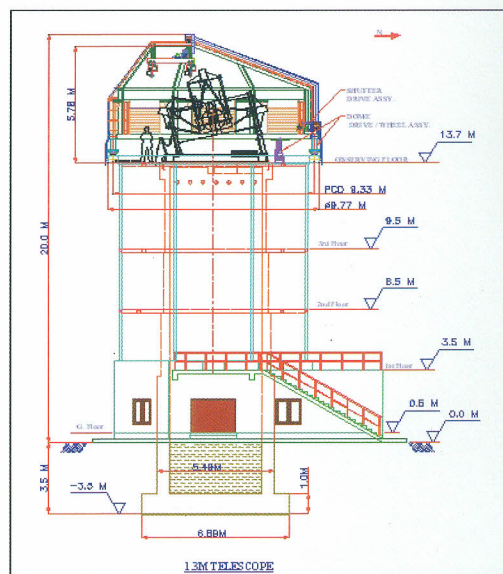 N
SHUTTER
DRIVE ASSY.
DOME
DRIVE / WHEEL ASSY.
5.78 M
OBSERVING FLOOR
13.7 M
PCD 9.33 M
ø9.77 M
20.0 M
9.5 M
3rd Floor
6.5 M
2nd Floor
3.5 M
1st Floor
0.5 M
0.0 M
G. Floor
3.5 M
5.49M
1.0M
-3.5 M
6.89M
1.3M TELESCOPE